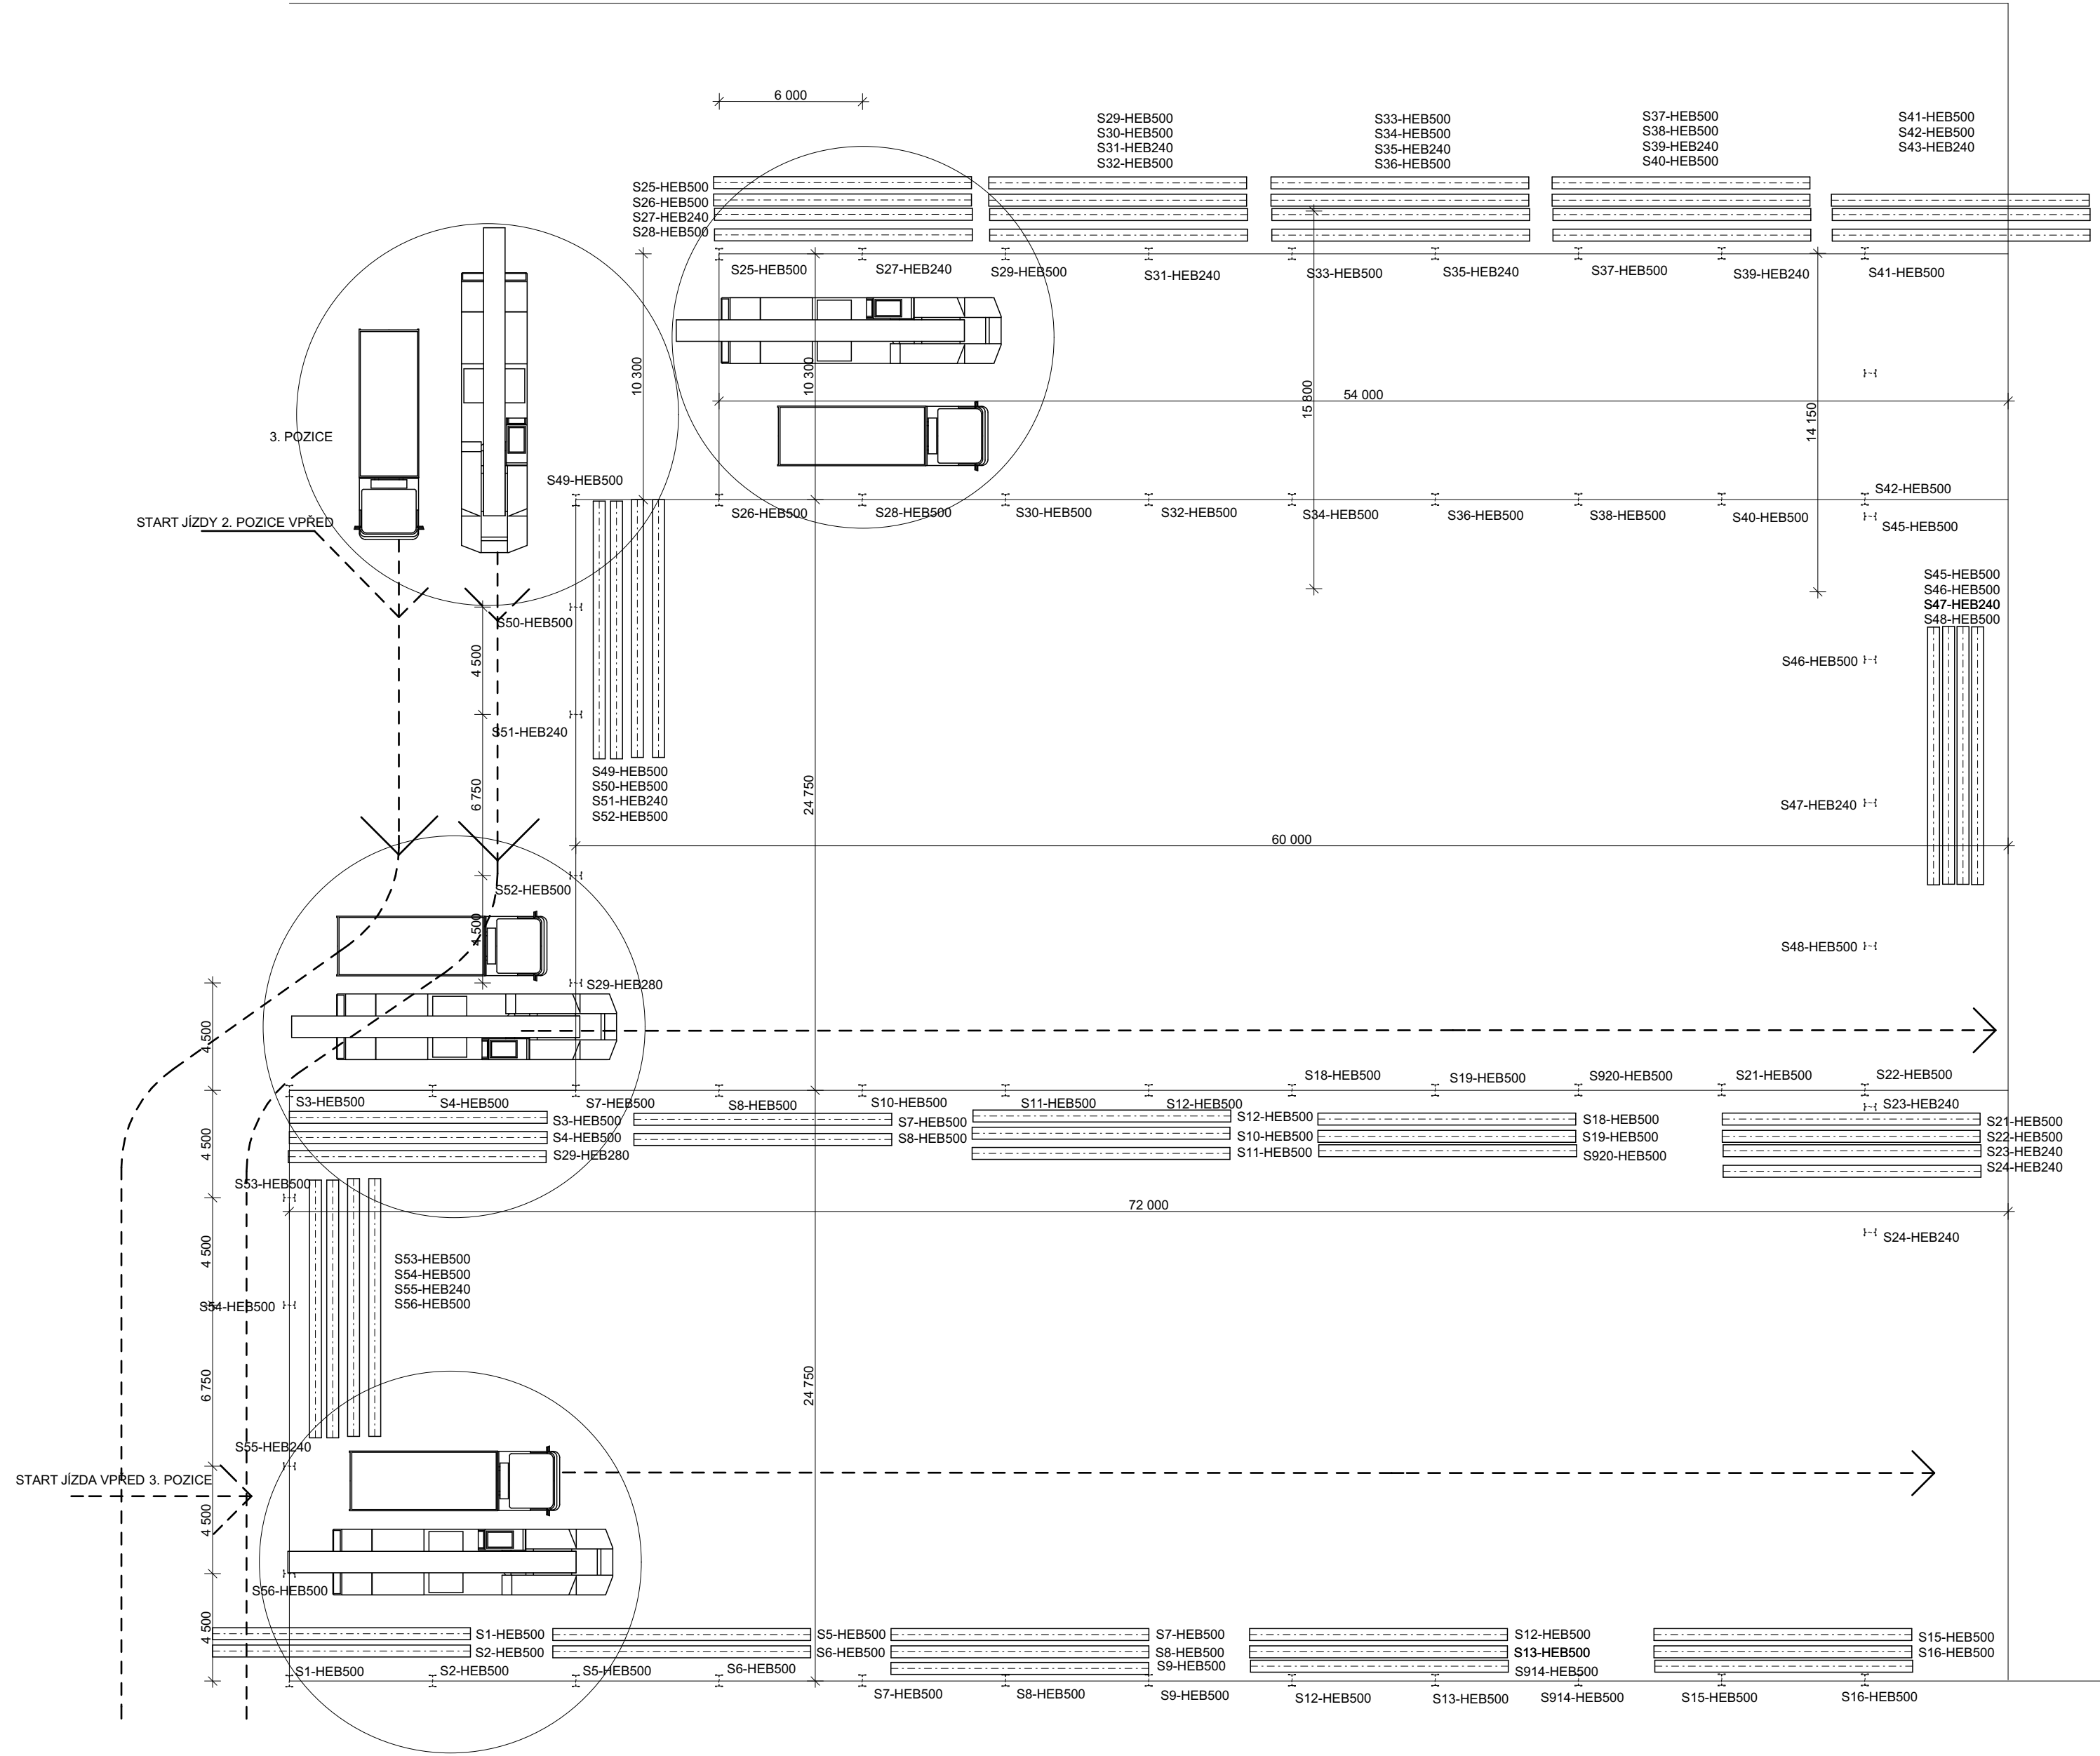 6 000
S29-HEB500
S30-HEB500
S31-HEB240
S32-HEB500
S33-HEB500
S34-HEB500
S35-HEB240
S36-HEB500
S37-HEB500
S38-HEB500
S39-HEB240
S40-HEB500
S41-HEB500
S42-HEB500
S43-HEB240
S25-HEB500
S26-HEB500
S27-HEB240
S28-HEB500
S25-HEB500
S27-HEB240
S29-HEB500
S31-HEB240
S33-HEB500
S35-HEB240
S37-HEB500
S39-HEB240
S41-HEB500
10 300
10 300
15 800
54 000
14 150
3. POZICE
S49-HEB500
START JÍZDY 2. POZICE VPŘED
S26-HEB500
S28-HEB500
S30-HEB500
S32-HEB500
S34-HEB500
S36-HEB500
S38-HEB500
S40-HEB500
S42-HEB500
S45-HEB500
S45-HEB500
S46-HEB500
S47-HEB240
S48-HEB500
S50-HEB500
4 500
S46-HEB500
S51-HEB240
S49-HEB500
S50-HEB500
S51-HEB240
S52-HEB500
6 750
24 750
S47-HEB240
60 000
S52-HEB500
4 500
S48-HEB500
S29-HEB280
4 500
S3-HEB500
S4-HEB500
S7-HEB500
S8-HEB500
S10-HEB500
S11-HEB500
S12-HEB500
S18-HEB500
S19-HEB500
S920-HEB500
S21-HEB500
S22-HEB500
S23-HEB240
S3-HEB500
S4-HEB500
S29-HEB280
S7-HEB500
S8-HEB500
S12-HEB500
S10-HEB500
S11-HEB500
S18-HEB500
S19-HEB500
S920-HEB500
S21-HEB500
S22-HEB500
S23-HEB240
S24-HEB240
4 500
S53-HEB500
72 000
4 500
S24-HEB240
S53-HEB500
S54-HEB500
S55-HEB240
S56-HEB500
S54-HEB500
6 750
24 750
S55-HEB240
START JÍZDA VPŘED 3. POZICE
4 500
S56-HEB500
4 500
S1-HEB500
S2-HEB500
S5-HEB500
S6-HEB500
S7-HEB500
S8-HEB500
S9-HEB500
S12-HEB500
S13-HEB500
S914-HEB500
S15-HEB500
S16-HEB500
S1-HEB500
S2-HEB500
S5-HEB500
S6-HEB500
S7-HEB500
S8-HEB500
S9-HEB500
S12-HEB500
S13-HEB500
S914-HEB500
S15-HEB500
S16-HEB500